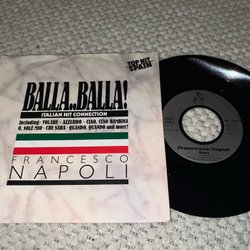 BALLA..BALLA!
ITALIAN HIT CONNECTION
TOP HIT
SPAIN
Including: VOLARE - AZZURRO - CIAO, CIAO BAMBINA
O, SOLE MIO - CHE SARA - QUANDO, QUANDO and more!
FRANCESCO
NAPOLI
Francesco Napoli
Balla